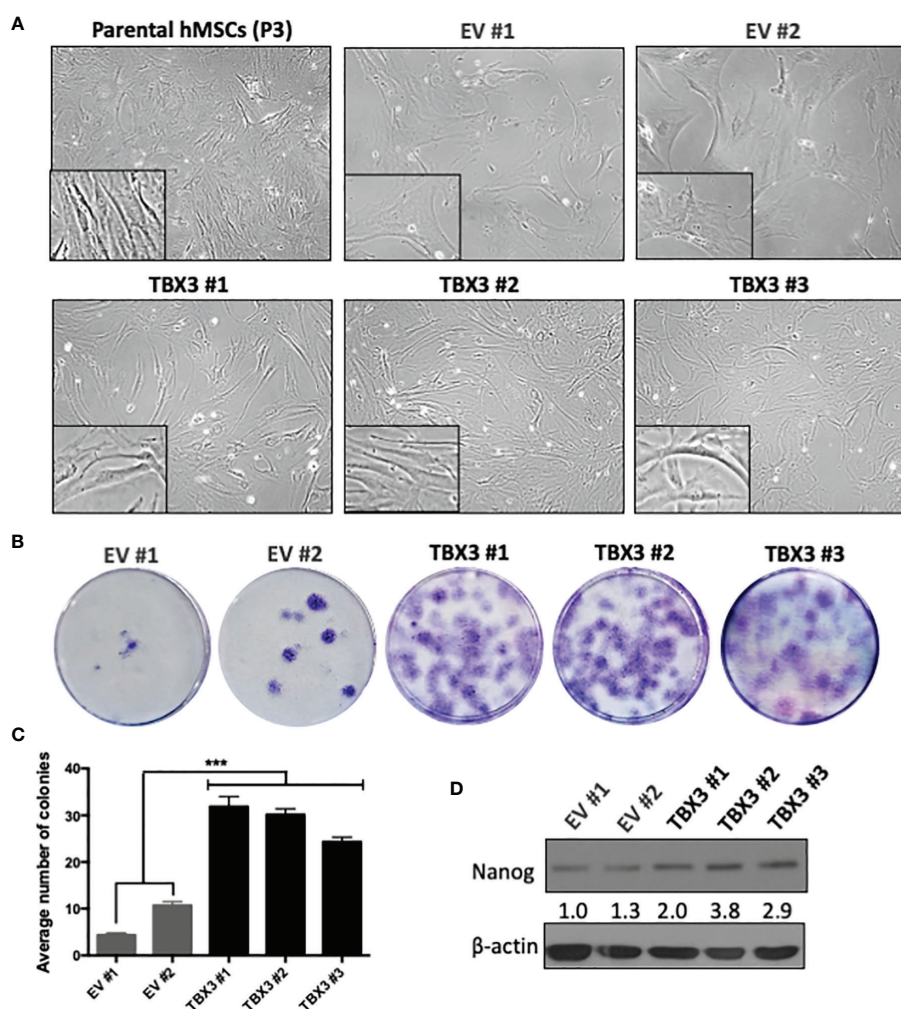 A
Parental hMSCs (P3)
EV #1
EV #2
TBX3 #1
TBX3 #2
TBX3 #3
B
EV #1
EV #2
TBX3 #1
TBX3 #2
TBX3 #3
C
Average number of colonies
40
30
20
10
0
***
EV #1
EV #2
TBX3 #1
TBX3 #2
TBX3 #3
D
EV #1
EV #2
TBX3 #1
TBX3 #2
TBX3 #3
Nanog
1.0 1.3 2.0 3.8 2.9
β-actin